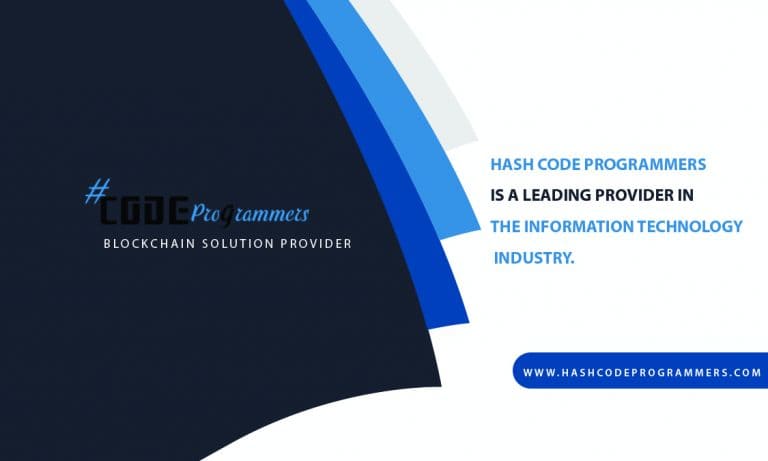 #CODE Programmers
BLOCKCHAIN SOLUTION PROVIDER
HASH CODE PROGRAMMERS
IS A LEADING PROVIDER IN
THE INFORMATION TECHNOLOGY
INDUSTRY.
WWW.HASHCODEPROGRAMMERS.COM